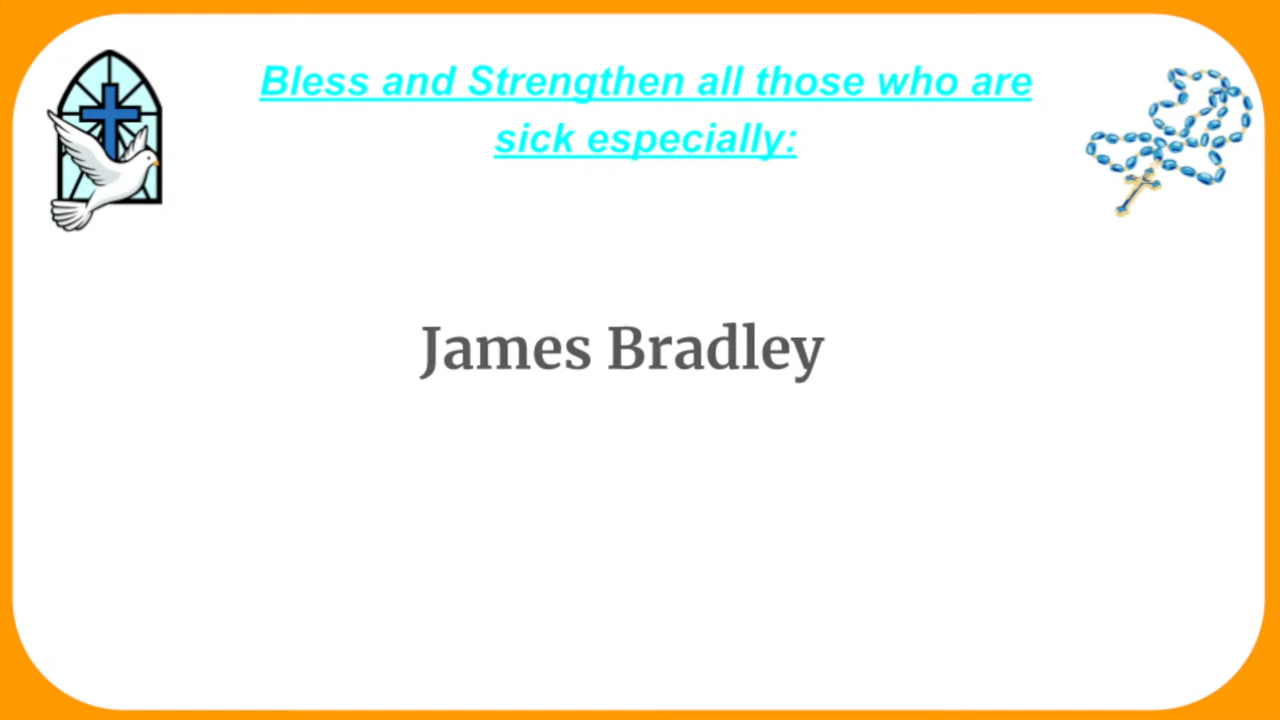 Bless and Strengthen all those who are
sick especially:
James Bradley